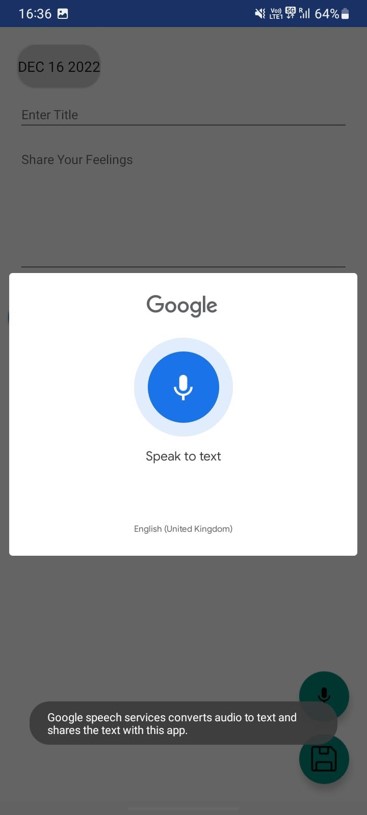 16:36 Vo) LTE1 5G R 64%
DEC 16 2022
Enter Title
Share Your Feelings
Google
Speak to text
English (United Kingdom)
Google speech services converts audio to text and
shares the text with this app.